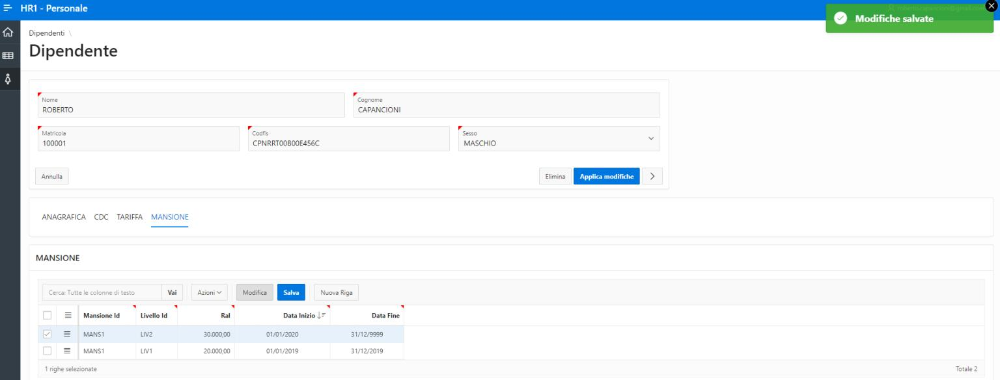 HR1 - Personale
roberto.capancioni@gmail.com
Modifiche salvate
Dipendenti \
Dipendente
Nome
ROBERTO
Cognome
CAPANCIONI
Matricola
100001
Codfis
CPNRRT00B00E456C
Sesso
MASCHIO
Annulla
Elimina
Applica modifiche
ANAGRAFICA CDC TARIFFA MANSIONE
MANSIONE
Cerca: Tutte le colonne di testo Vai Azioni Modifica Salva Nuova Riga
Mansione Id Livello Id Ral Data Inizio Data Fine
MANS1 LIV2 30.000,00 01/01/2020 31/12/9999
MANS1 LIV1 20.000,00 01/01/2019 31/12/2019
1 righe selezionate Totale 2